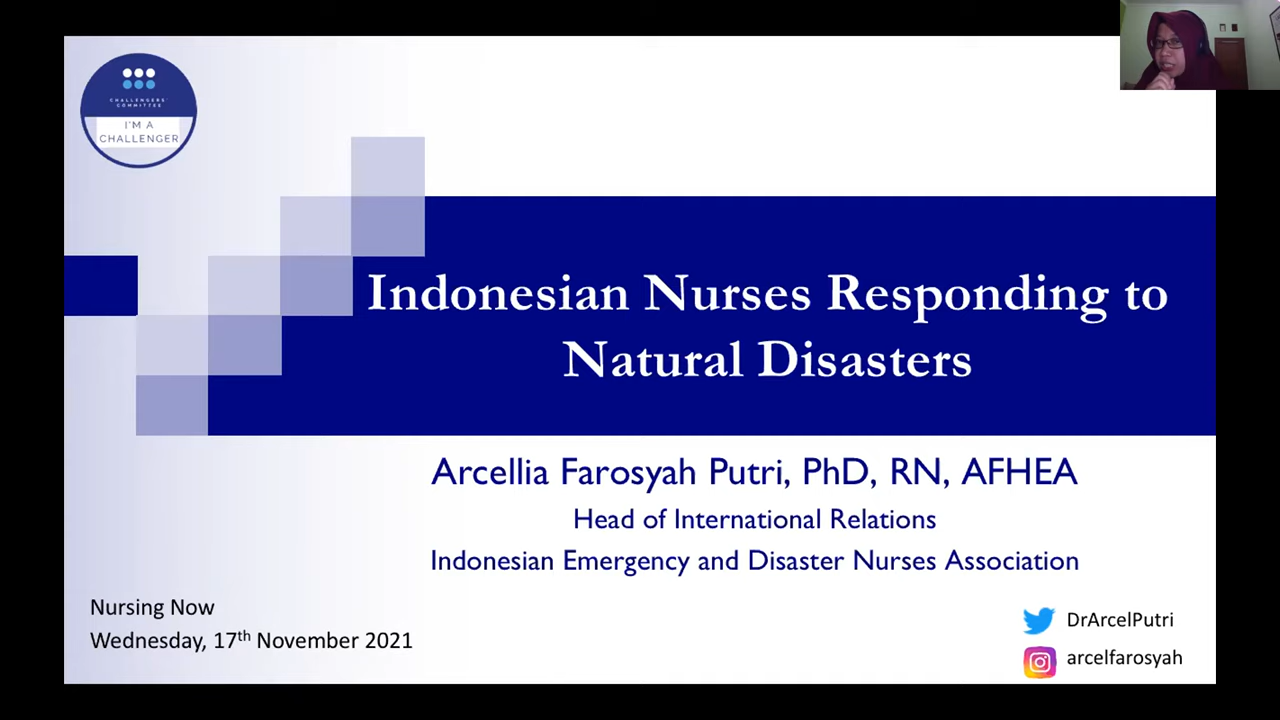 CHALLENGERS'
COMMITTEE
I'M A
CHALLENGER
Indonesian Nurses Responding to
Natural Disasters
Arcellia Farosyah Putri, PhD, RN, AFHEA
Head of International Relations
Indonesian Emergency and Disaster Nurses Association
Nursing Now
Wednesday, 17th November 2021
DrArcelPutri
arcelfarosyah